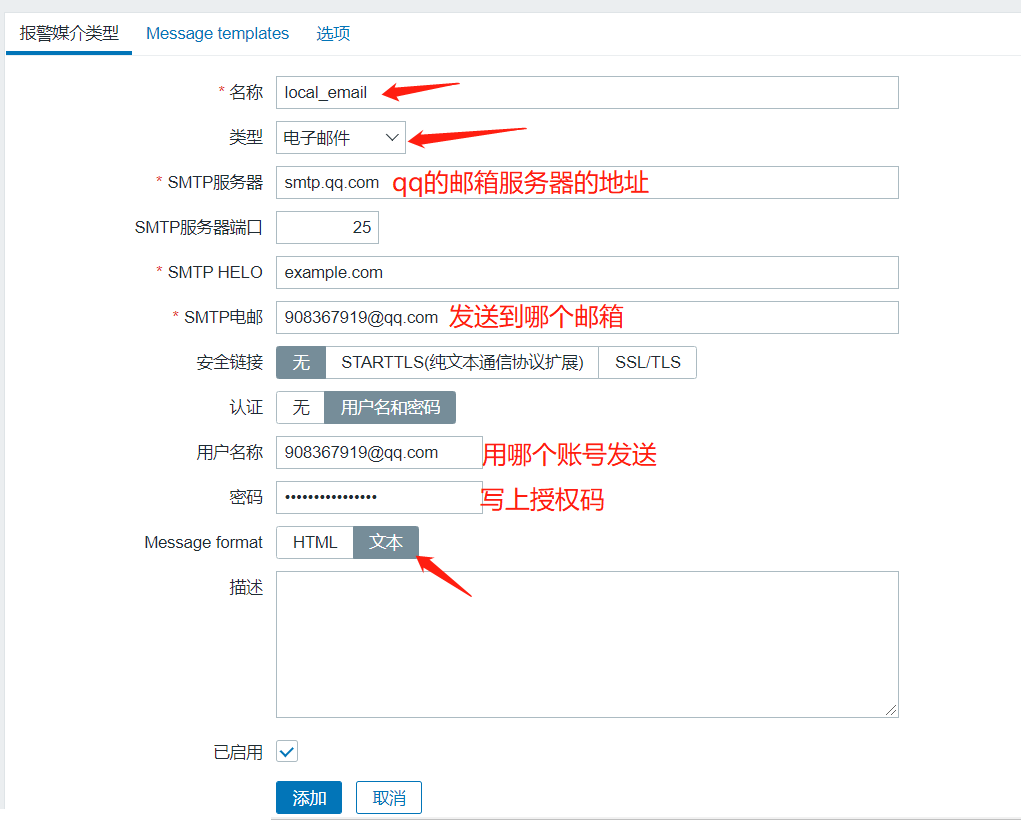 报警媒介类型 Message templates 选项
* 名称 local_email
类型 电子邮件
* SMTP服务器 smtp.qq.com qq的邮箱服务器的地址
SMTP服务器端口 25
* SMTP HELO example.com
* SMTP电邮 908367919@qq.com 发送到哪个邮箱
安全链接 无 STARTTLS(纯文本通信协议扩展) SSL/TLS
认证 无 用户名和密码
用户名称 908367919@qq.com 用哪个账号发送
密码 •••••••••••••••• 写上授权码
Message format HTML 文本
描述
已启用
添加 取消